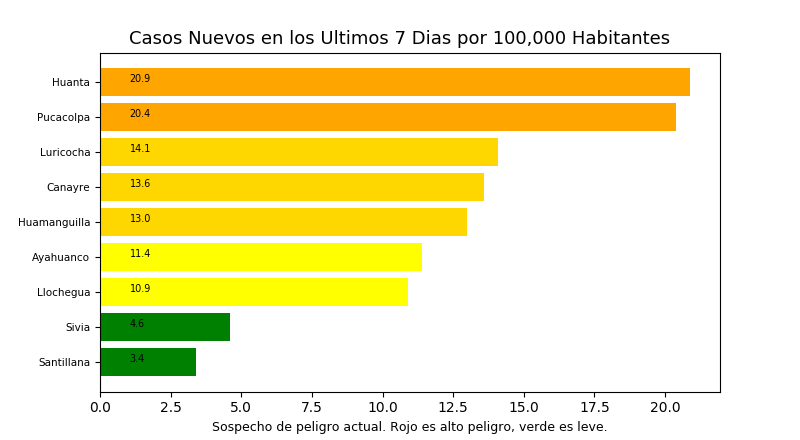 Casos Nuevos en los Ultimos 7 Dias por 100,000 Habitantes
Huanta 20.9
Pucacolpa 20.4
Luricocha 14.1
Canayre 13.6
Huamanguilla 13.0
Ayahuanco 11.4
Llochegua 10.9
Sivia 4.6
Santillana 3.4
0.0 2.5 5.0 7.5 10.0 12.5 15.0 17.5 20.0
Sospecho de peligro actual. Rojo es alto peligro, verde es leve.